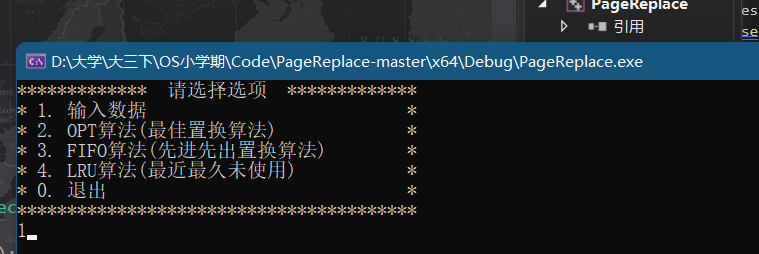 PageReplace
引用
D:\大学\大三下\OS小学期\Code\PageReplace-master\x64\Debug\PageReplace.exe
************* 请选择选项 *************
* 1. 输入数据 *
* 2. OPT算法(最佳置换算法) *
* 3. FIFO算法(先进先出置换算法) *
* 4. LRU算法(最近最久未使用) *
* 0. 退出 *
****************************************
1